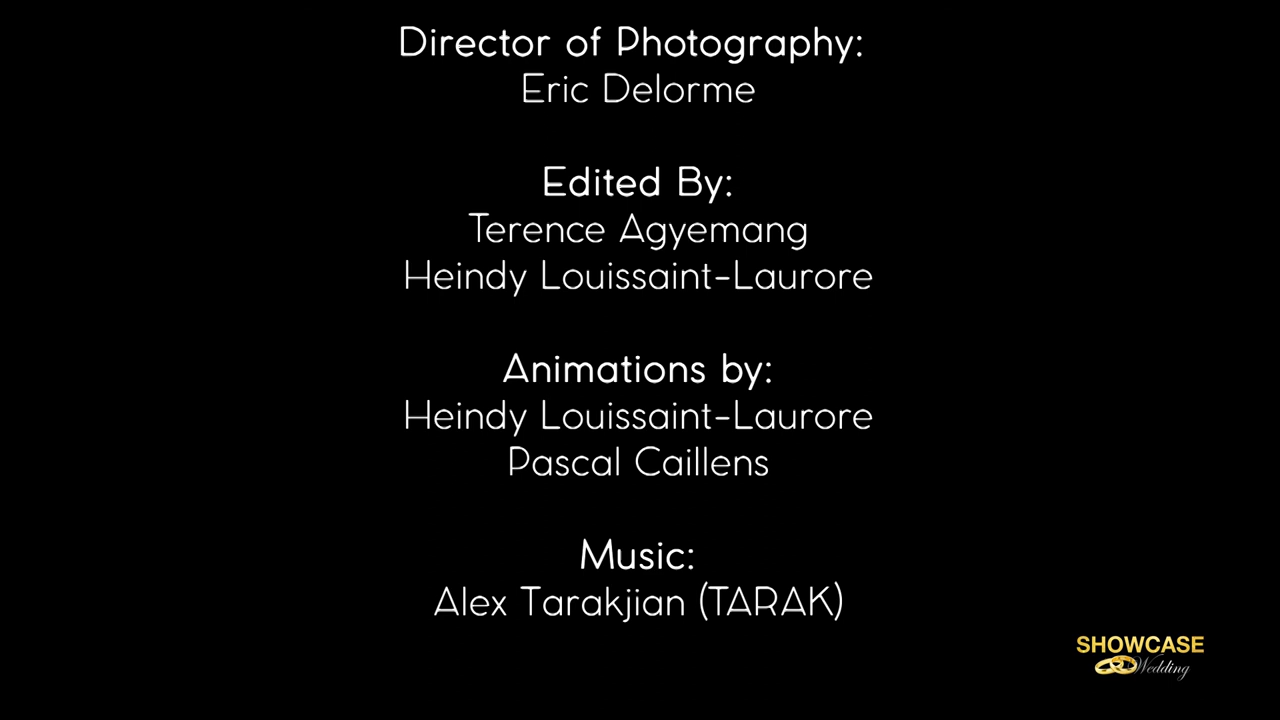 Director of Photography:
Eric Delorme
Edited By:
Terence Agyemang
Heindy Louissaint-Laurore
Animations by:
Heindy Louissaint-Laurore
Pascal Caillens
Music:
Alex Tarakjian (TARAK)
SHOWCASE
Wedding